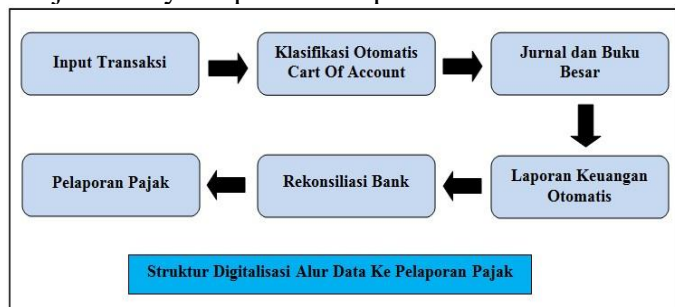 Input Transaksi
Klasifikasi Otomatis
Cart Of Account
Jurnal dan Buku
Besar
Laporan Keuangan
Otomatis
Rekonsiliasi Bank
Pelaporan Pajak
Struktur Digitalisasi Alur Data Ke Pelaporan Pajak